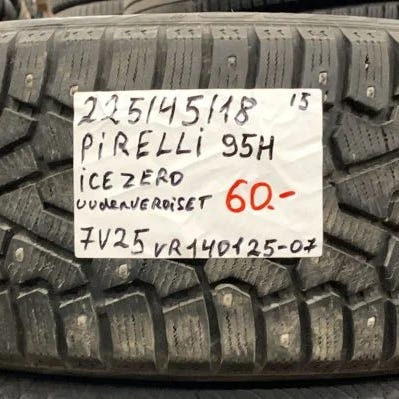 225/45/18 '15
PIRELLI 95H
ICE ZERO
UUDENVEROISET 60.-
7V25 VR140125-07